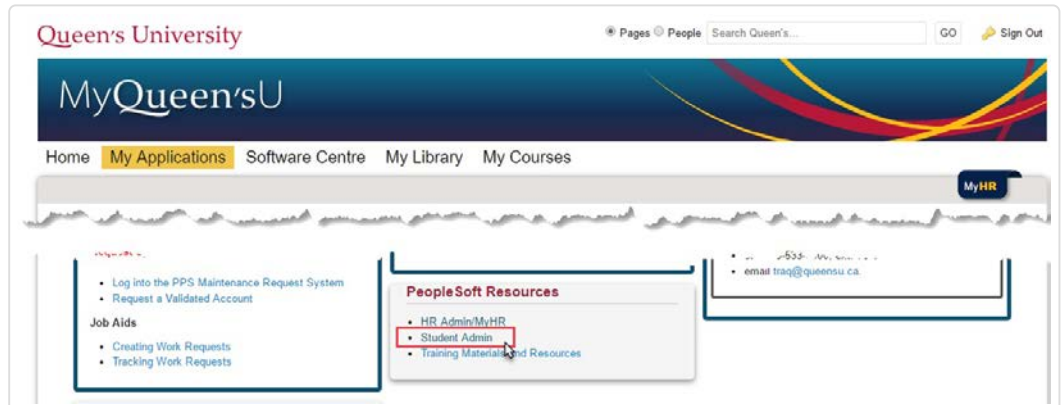 Queen's University
Pages People Search Queen's... GO Sign Out
MyQueen'sU
Home My Applications Software Centre My Library My Courses
MyHR
Log into the PPS Maintenance Request System
Request a Validated Account
Job Aids
Creating Work Requests
Tracking Work Requests
PeopleSoft Resources
HR Admin/MyHR
Student Admin
Training Materials and Resources
email traq@queensu.ca